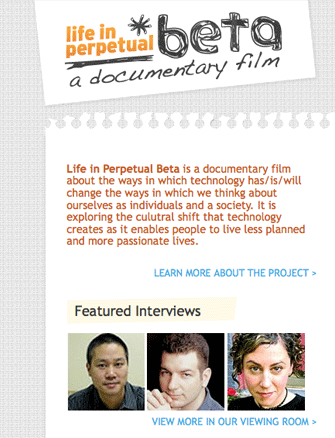 life in
perpetual *beta
a documentary film
Life in Perpetual Beta is a documentary film
about the ways in which technology has/is/will
change the ways in which we thinkg about
ourselves as individuals and a society. It is
exploring the culutral shift that technology
creates as it enables people to live less planned
and more passionate lives.
LEARN MORE ABOUT THE PROJECT >
Featured Interviews
VIEW MORE IN OUR VIEWING ROOM >